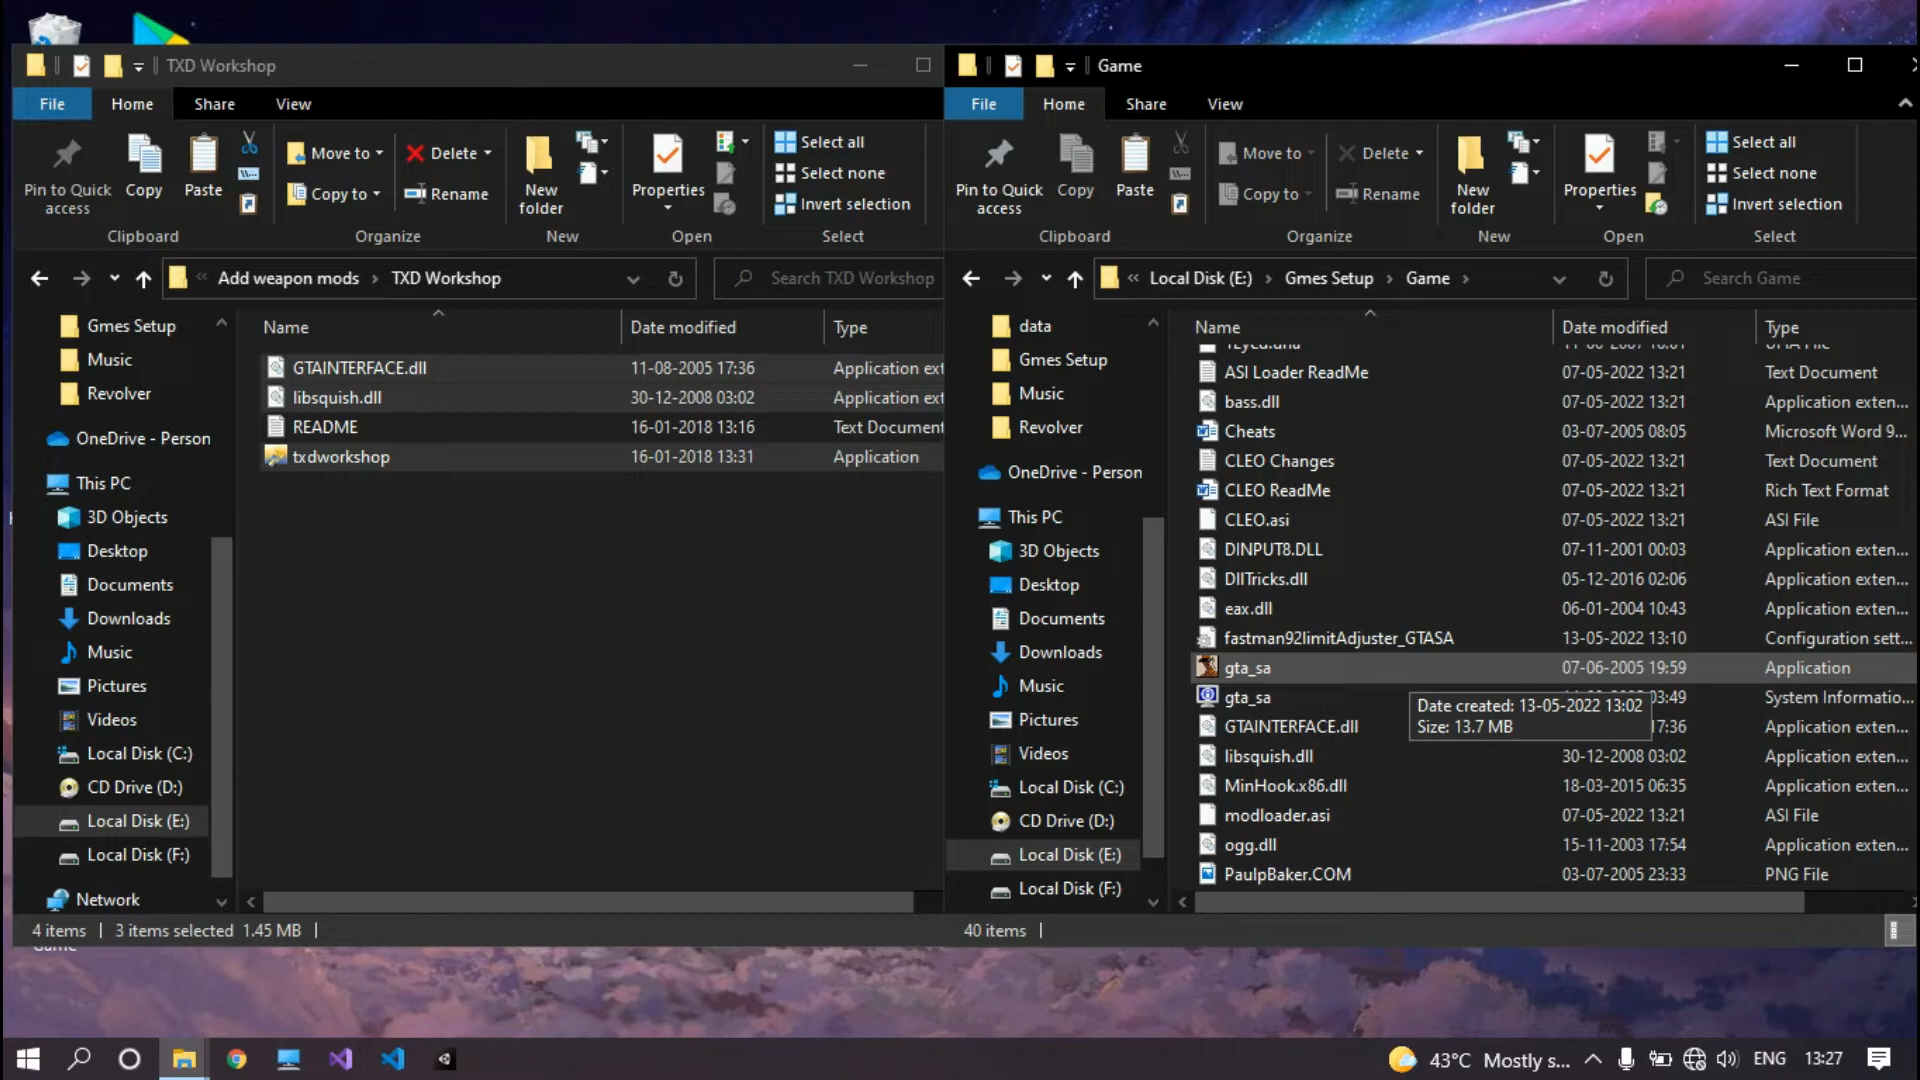 TXD Workshop
File
Home
Share
View
Pin to Quick access
Copy
Paste
Move to
Copy to
Delete
Rename
New folder
Properties
Select all
Select none
Invert selection
Clipboard
Organize
New
Open
Select
« Add weapon mods › TXD Workshop
Search TXD Workshop
Gmes Setup
Music
Revolver
OneDrive - Person
This PC
3D Objects
Desktop
Documents
Downloads
Music
Pictures
Videos
Local Disk (C:)
CD Drive (D:)
Local Disk (E:)
Local Disk (F:)
Network
Name Date modified Type
GTAINTERFACE.dll 11-08-2005 17:36 Application ext
libsquish.dll 30-12-2008 03:02 Application ext
README 16-01-2018 13:16 Text Document
txdworkshop 16-01-2018 13:31 Application
4 items 3 items selected 1.45 MB
Game
File
Home
Share
View
Pin to Quick access
Copy
Paste
Move to
Copy to
Delete
Rename
New folder
Properties
Select all
Select none
Invert selection
Clipboard
Organize
New
Open
Select
« Local Disk (E:) › Gmes Setup › Game ›
Search Game
data
Gmes Setup
Music
Revolver
OneDrive - Person
This PC
3D Objects
Desktop
Documents
Downloads
Music
Pictures
Videos
Local Disk (C:)
CD Drive (D:)
Local Disk (E:)
Local Disk (F:)
Name Date modified Type
ASI Loader ReadMe 07-05-2022 13:21 Text Document
bass.dll 07-05-2022 13:21 Application exten...
Cheats 03-07-2005 08:05 Microsoft Word 9...
CLEO Changes 07-05-2022 13:21 Text Document
CLEO ReadMe 07-05-2022 13:21 Rich Text Format
CLEO.asi 07-05-2022 13:21 ASI File
DINPUT8.DLL 07-11-2001 00:03 Application exten...
DllTricks.dll 05-12-2016 02:06 Application exten...
eax.dll 06-01-2004 10:43 Application exten...
fastman92limitAdjuster_GTASA 13-05-2022 13:10 Configuration sett...
gta_sa 07-06-2005 19:59 Application
gta_sa 03:49 System Informatio...
Date created: 13-05-2022 13:02
Size: 13.7 MB
GTAINTERFACE.dll 17:36 Application exten...
libsquish.dll 30-12-2008 03:02 Application exten...
MinHook.x86.dll 18-03-2015 06:35 Application exten...
modloader.asi 07-05-2022 13:21 ASI File
ogg.dll 15-11-2003 17:54 Application exten...
PaulpBaker.COM 03-07-2005 23:33 PNG File
40 items
43°C Mostly s...
ENG
13:27